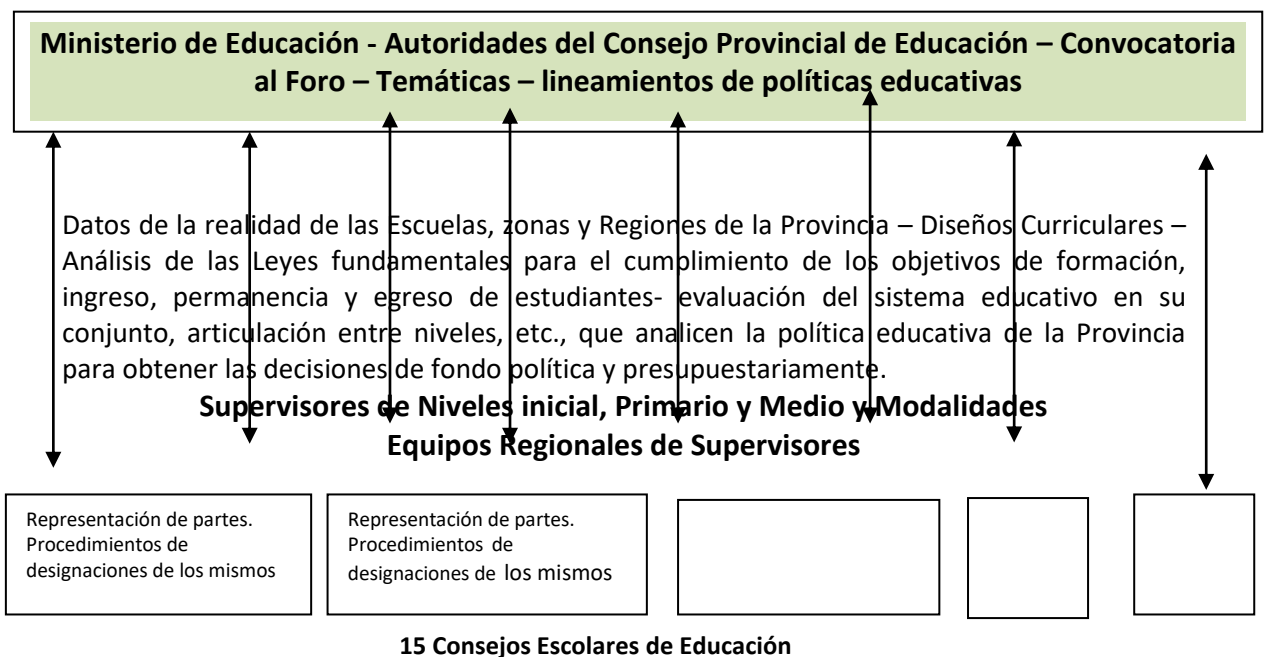 Ministerio de Educación - Autoridades del Consejo Provincial de Educación – Convocatoria
al Foro – Temáticas – lineamientos de políticas educativas
Datos de la realidad de las Escuelas, zonas y Regiones de la Provincia – Diseños Curriculares –
Análisis de las Leyes fundamentales para el cumplimiento de los objetivos de formación,
ingreso, permanencia y egreso de estudiantes- evaluación del sistema educativo en su
conjunto, articulación entre niveles, etc., que analicen la política educativa de la Provincia
para obtener las decisiones de fondo política y presupuestariamente.
Supervisores de Niveles inicial, Primario y Medio y Modalidades
Equipos Regionales de Supervisores
Representación de partes.
Procedimientos de
designaciones de los mismos
Representación de partes.
Procedimientos de
designaciones de los mismos
15 Consejos Escolares de Educación